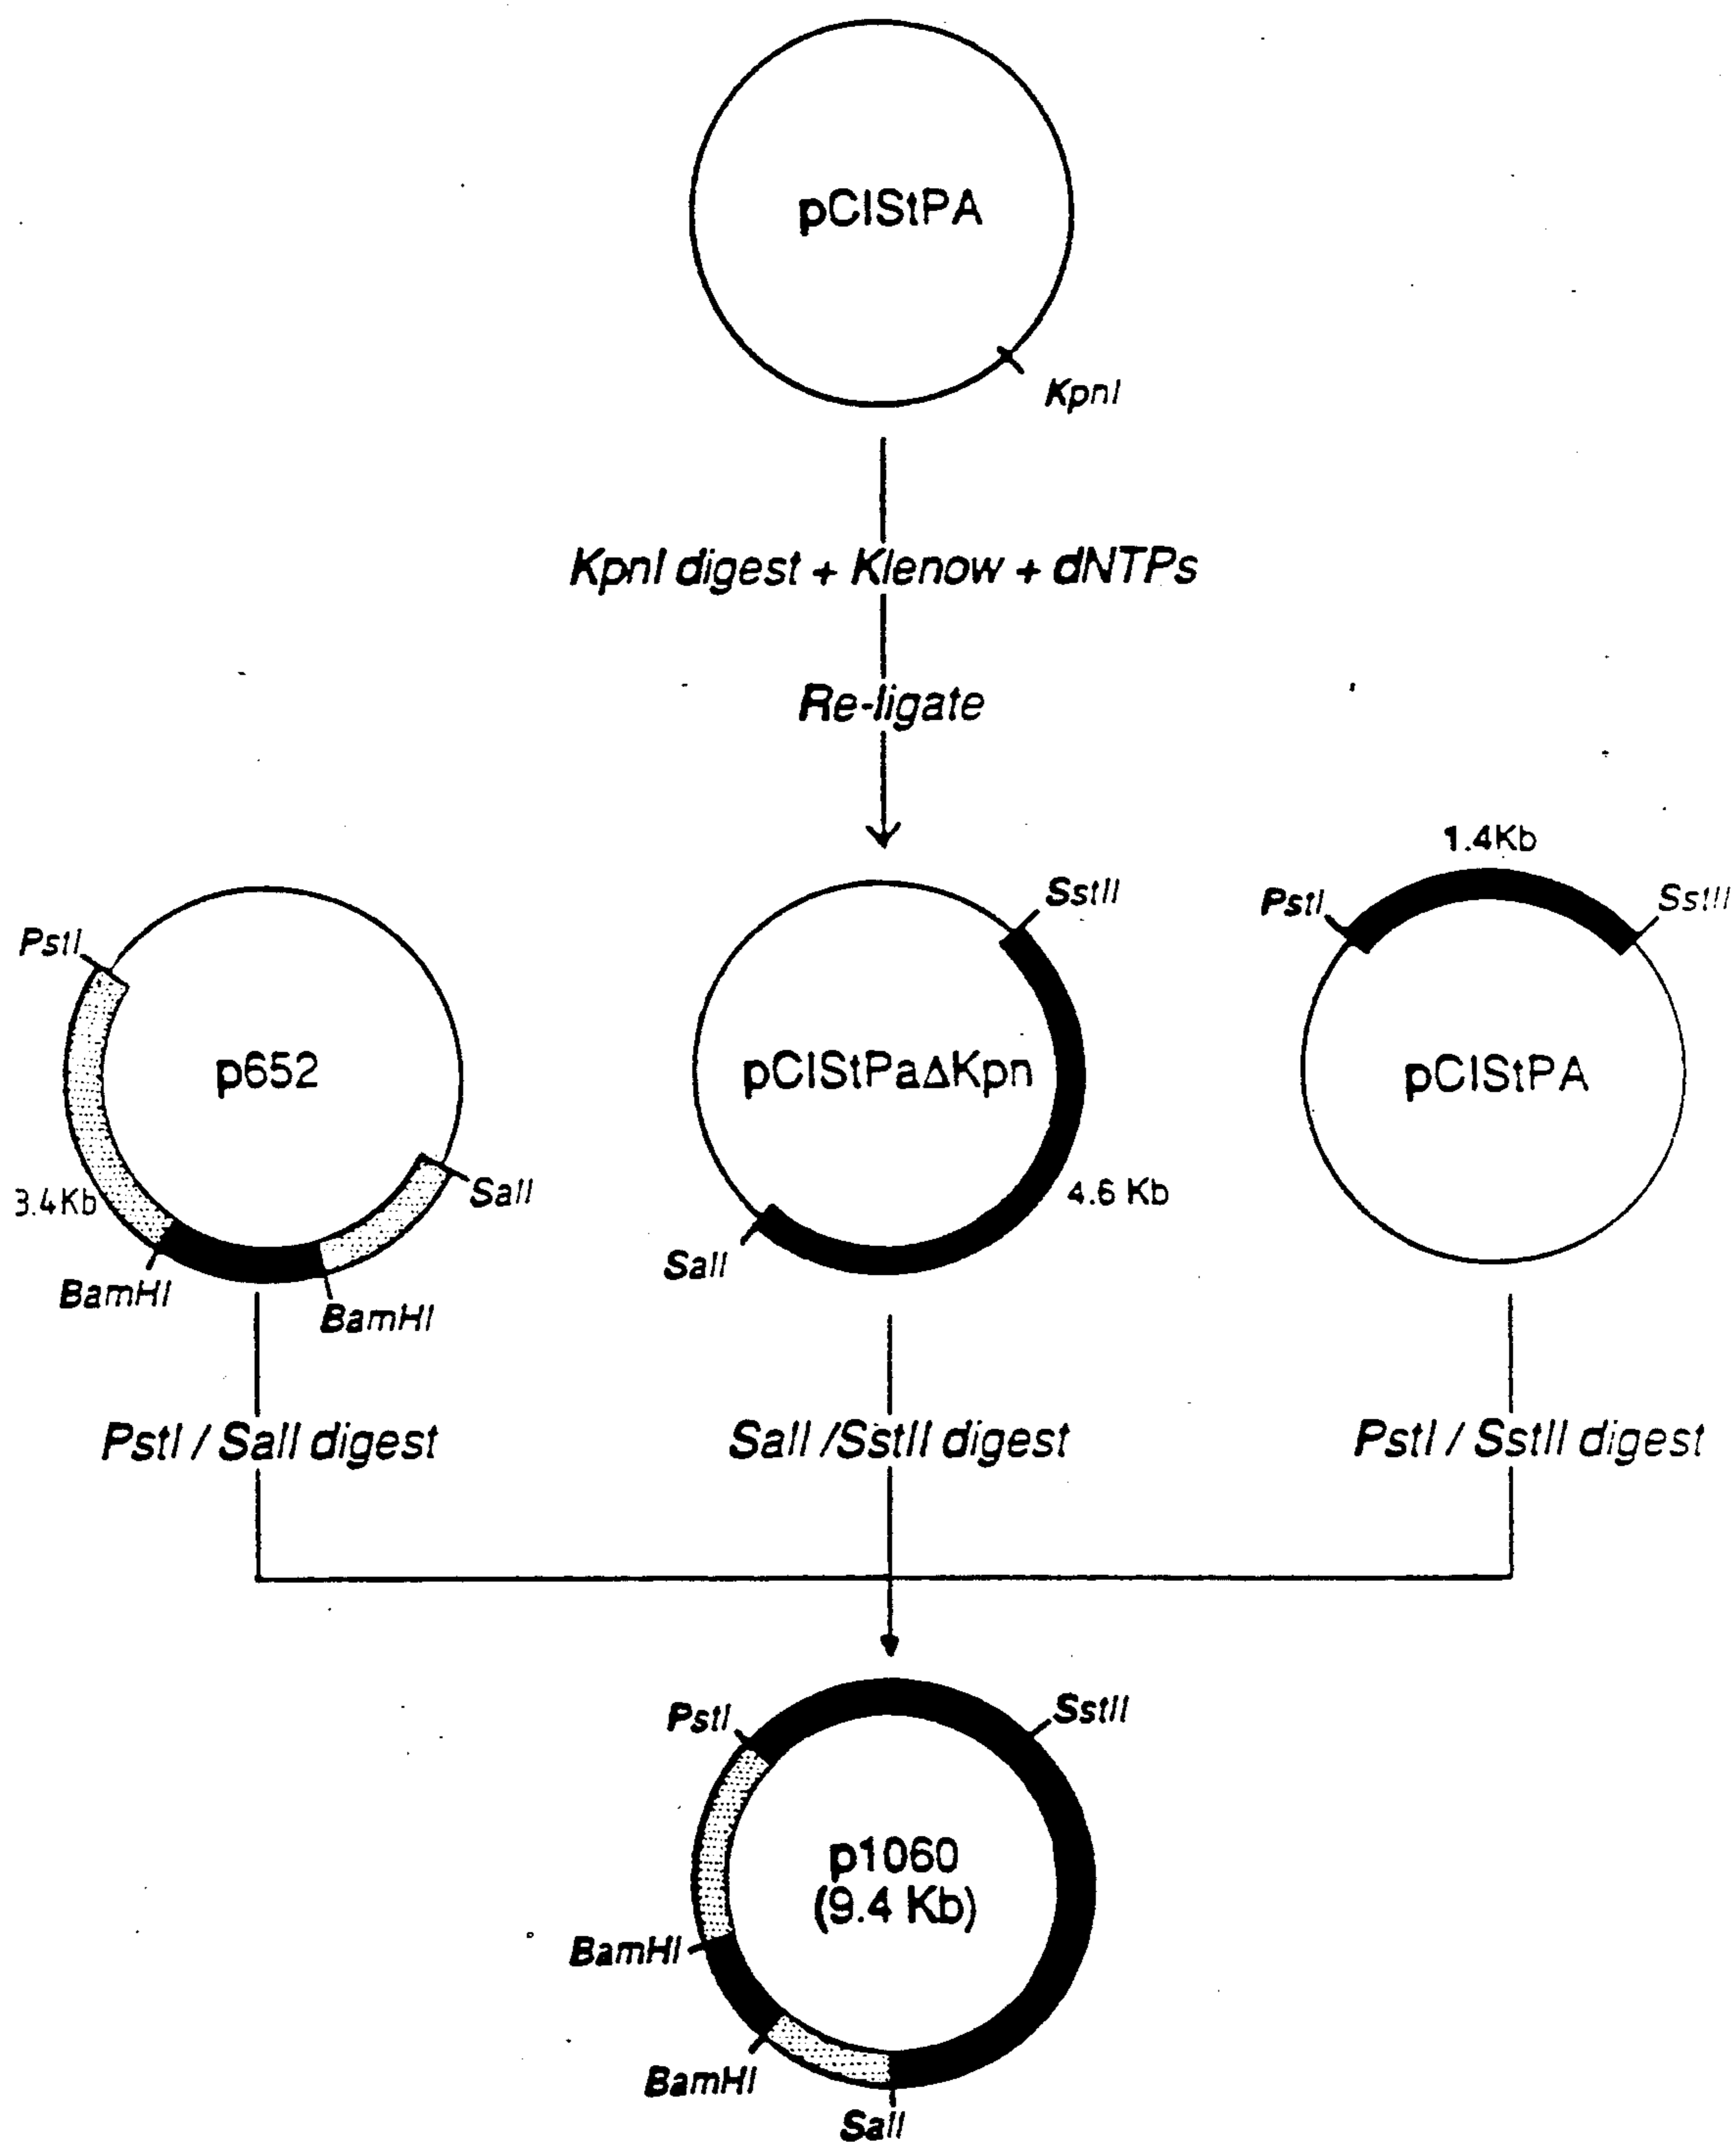 pCIStPA
KpnI
KpnI digest + Klenow + dNTPs
Re-ligate
PstI
p652
3.4Kb
SalI
BamHI
BamHI
SstII
pCIStPaΔKpn
4.6 Kb
SalI
1.4Kb
PstI
SstII
pCIStPA
PstI / SalI digest
SalI /SstII digest
PstI / SstII digest
PstI
SstII
p1060
(9.4 Kb)
BamHI
BamHI
SalI